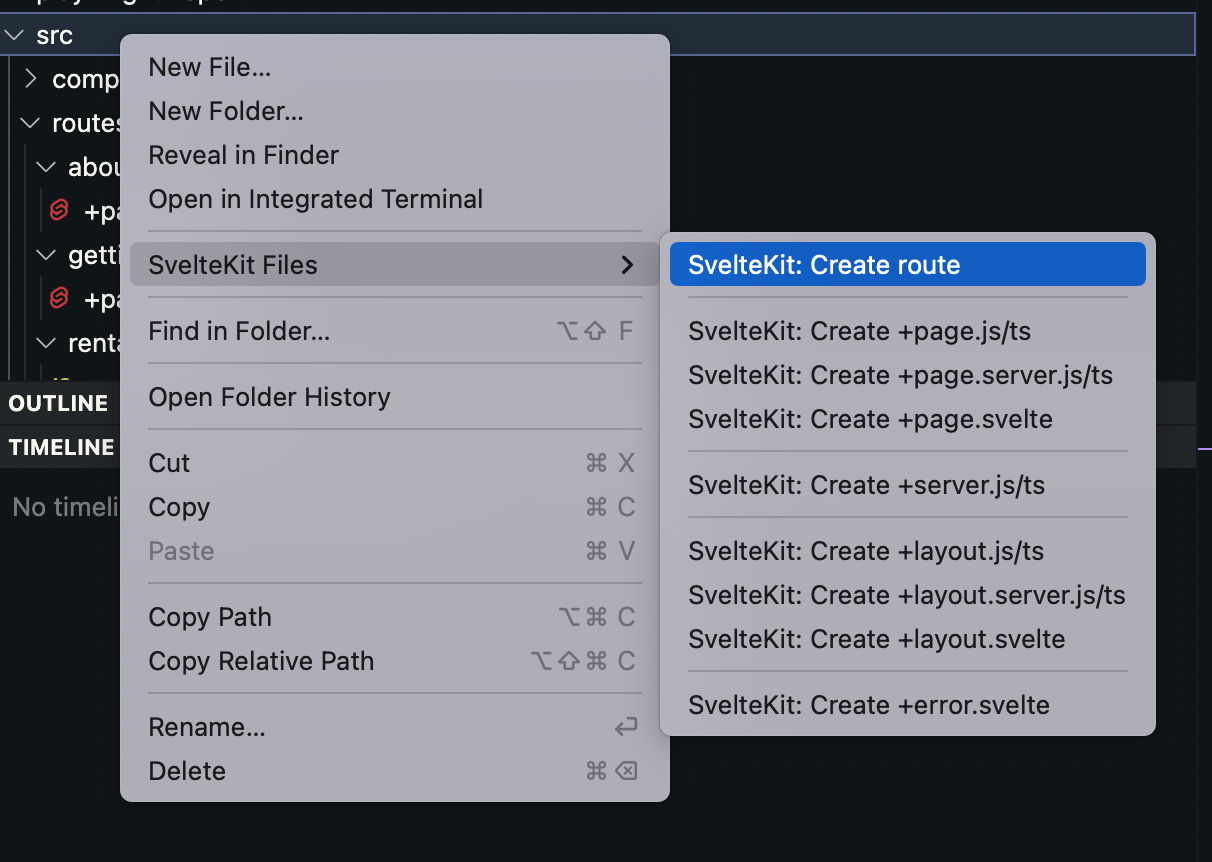 src
comp
routes
abou
+pa
getti
+pa
renta
OUTLINE
TIMELINE
No timeli
New File...
New Folder...
Reveal in Finder
Open in Integrated Terminal
SvelteKit Files
Find in Folder... ⌥⇧ F
Open Folder History
Cut ⌘ X
Copy ⌘ C
Paste ⌘ V
Copy Path ⌥⌘ C
Copy Relative Path ⌥⇧⌘ C
Rename... ↩
Delete ⌘⌫
SvelteKit: Create route
SvelteKit: Create +page.js/ts
SvelteKit: Create +page.server.js/ts
SvelteKit: Create +page.svelte
SvelteKit: Create +server.js/ts
SvelteKit: Create +layout.js/ts
SvelteKit: Create +layout.server.js/ts
SvelteKit: Create +layout.svelte
SvelteKit: Create +error.svelte